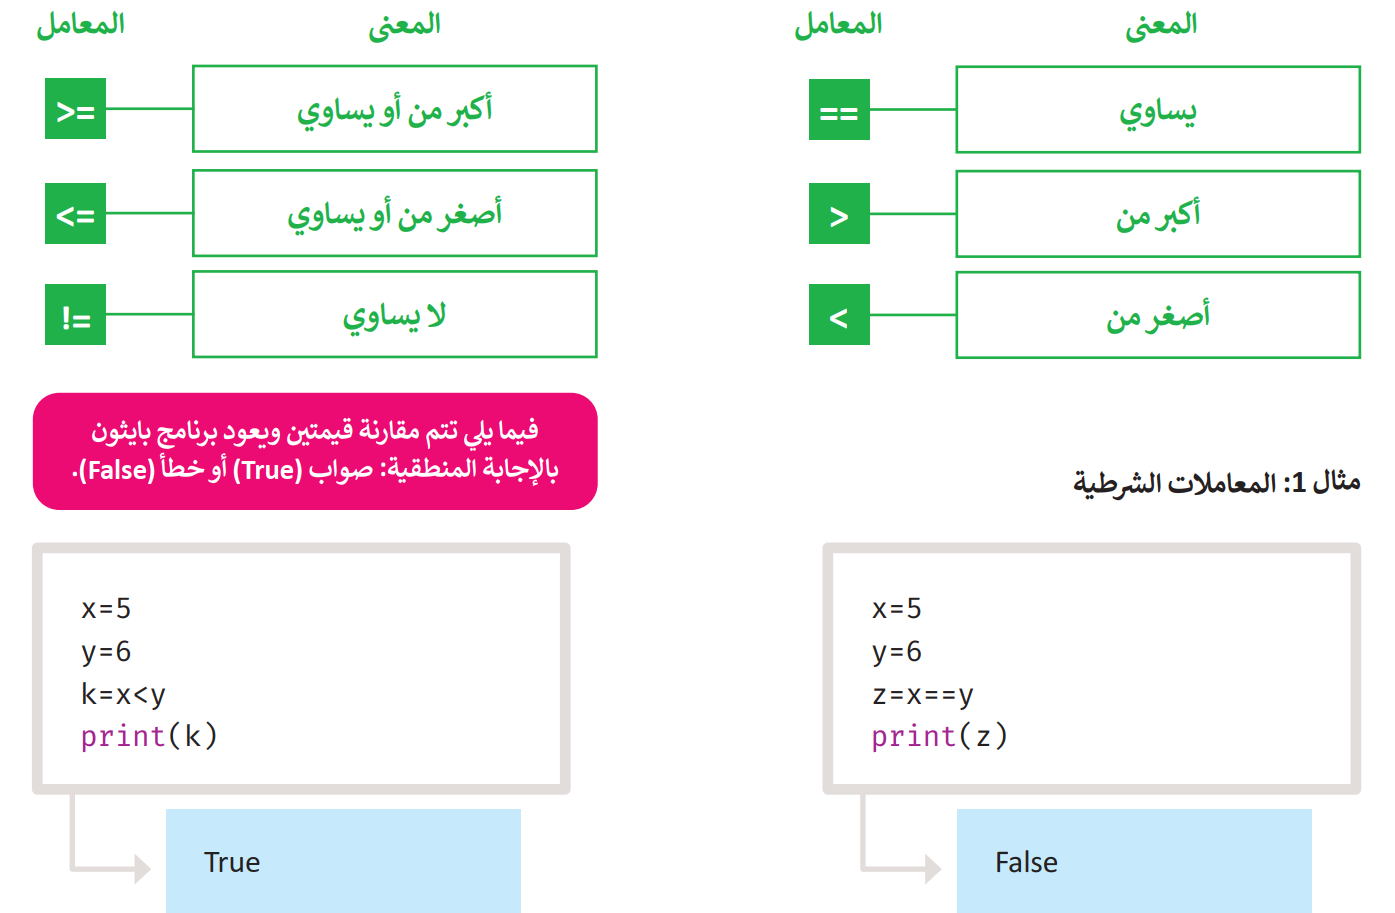 المعامل المعنى
== يساوي
> أكبر من
< أصغر من
المعامل المعنى
>= أكبر من أو يساوي
<= أصغر من أو يساوي
!= لا يساوي
مثال 1: المعاملات الشرطية
فيما يلي تتم مقارنة قيمتين ويعود برنامج بايثون
بالإجابة المنطقية: صواب (True) أو خطأ (False).
x=5
y=6
z=x==y
print(z)
False
x=5
y=6
k=x<y
print(k)
True